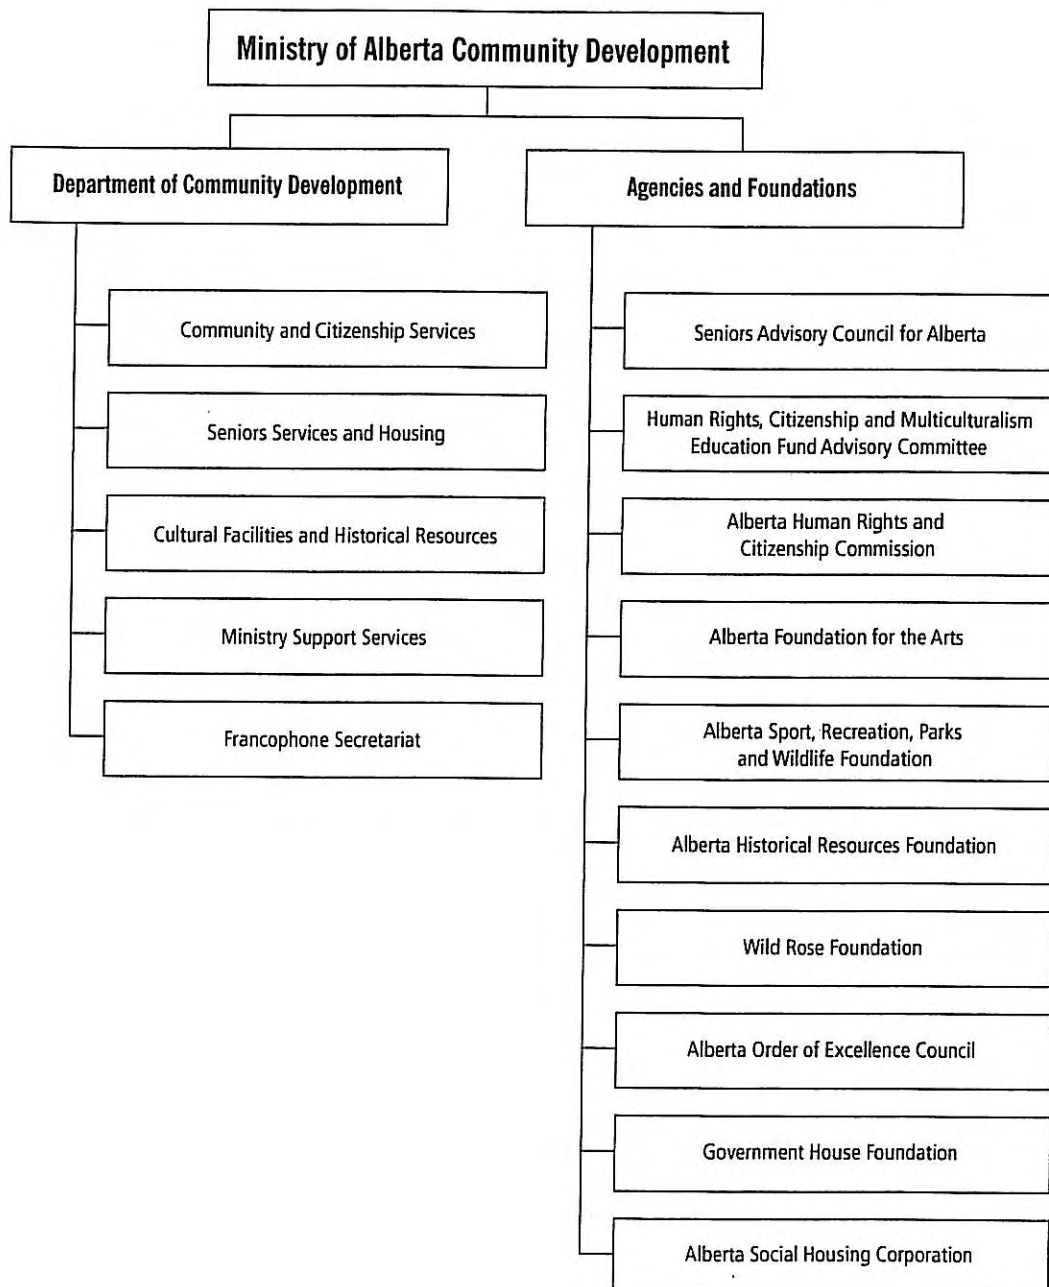 Ministry of Alberta Community Development
Department of Community Development
Community and Citizenship Services
Seniors Services and Housing
Cultural Facilities and Historical Resources
Ministry Support Services
Francophone Secretariat
Agencies and Foundations
Seniors Advisory Council for Alberta
Human Rights, Citizenship and Multiculturalism
Education Fund Advisory Committee
Alberta Human Rights and
Citizenship Commission
Alberta Foundation for the Arts
Alberta Sport, Recreation, Parks
and Wildlife Foundation
Alberta Historical Resources Foundation
Wild Rose Foundation
Alberta Order of Excellence Council
Government House Foundation
Alberta Social Housing Corporation